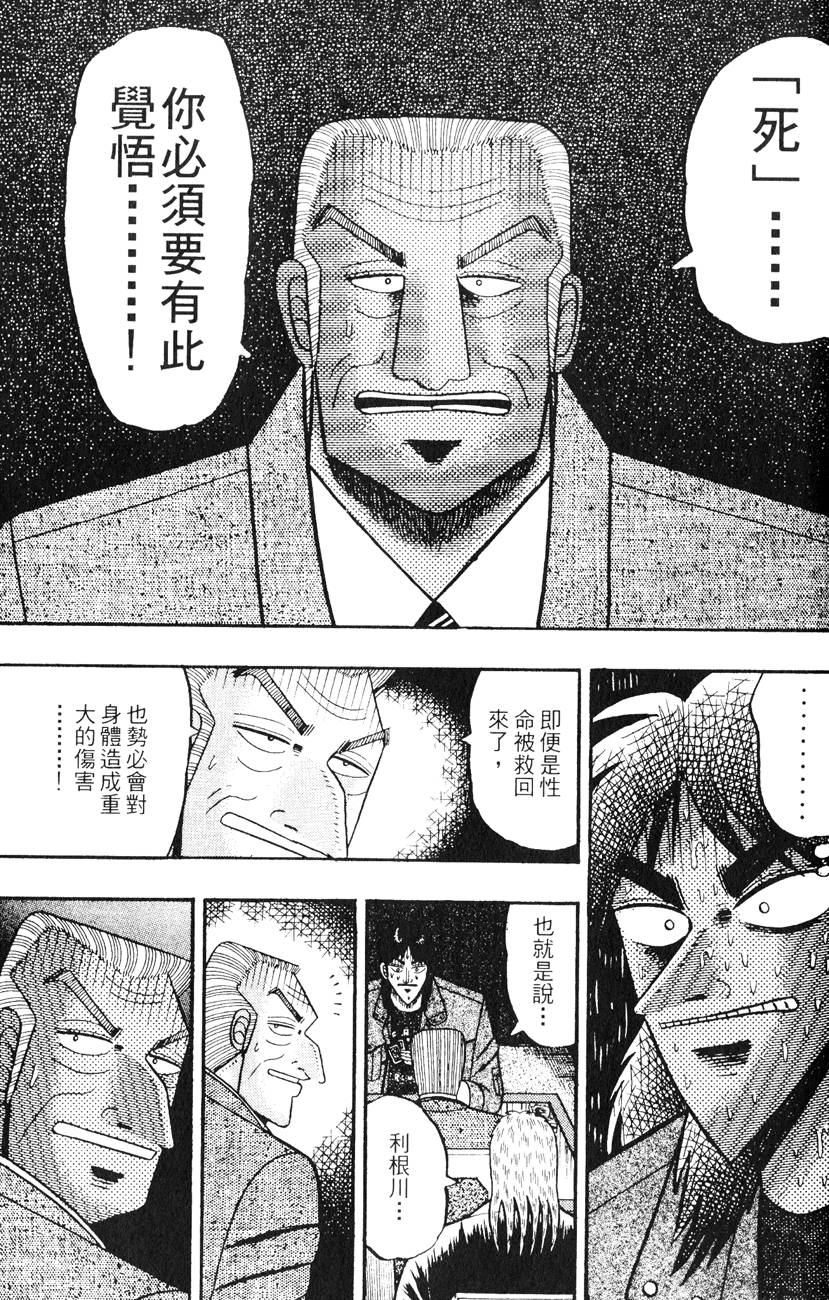 「死」……
你必須要有此
覺悟…………！
…………
即便是性
命被救回
來了，
也勢必會對
身體造成重
大的傷害
………！
也就是說…
利根川…